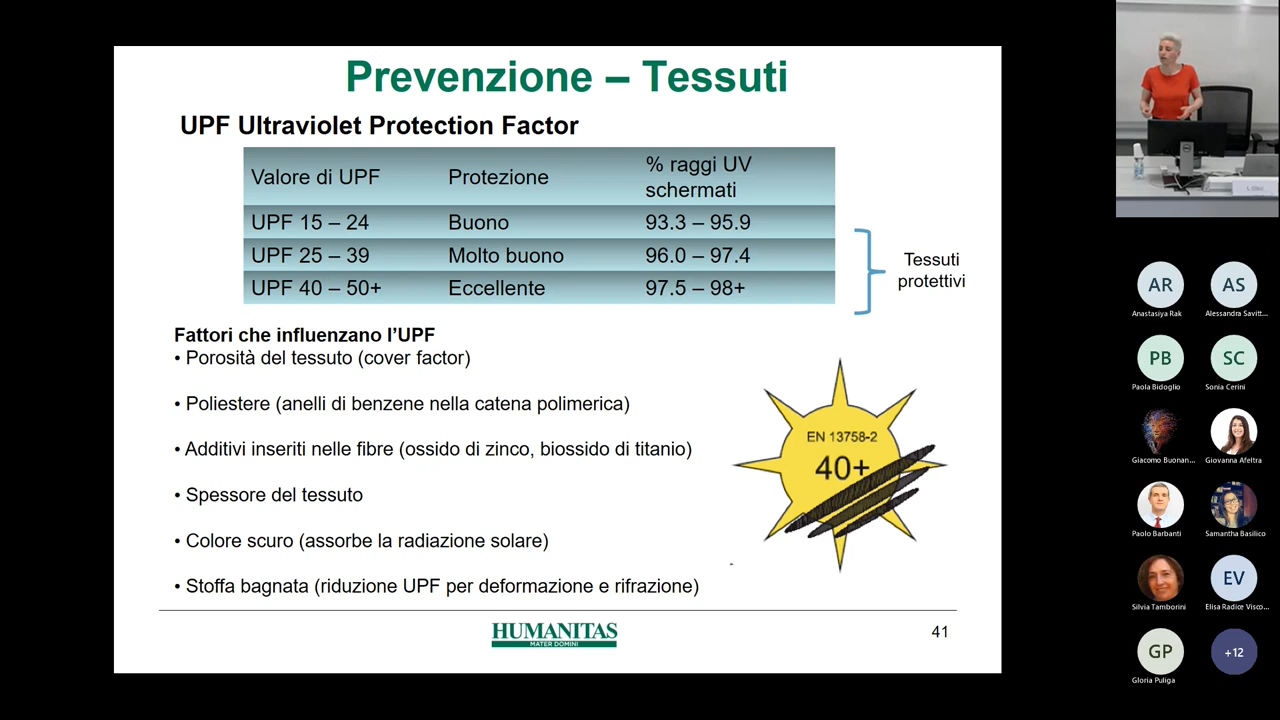 Prevenzione – Tessuti
UPF Ultraviolet Protection Factor
Valore di UPF Protezione % raggi UV schermati
UPF 15 – 24 Buono 93.3 – 95.9
UPF 25 – 39 Molto buono 96.0 – 97.4
UPF 40 – 50+ Eccellente 97.5 – 98+
Tessuti
protettivi
Fattori che influenzano l’UPF
• Porosità del tessuto (cover factor)
• Poliestere (anelli di benzene nella catena polimerica)
• Additivi inseriti nelle fibre (ossido di zinco, biossido di titanio)
• Spessore del tessuto
• Colore scuro (assorbe la radiazione solare)
• Stoffa bagnata (riduzione UPF per deformazione e rifrazione)
EN 13758-2
40+
HUMANITAS
MATER DOMINI
41
AR AS
Anastasiya Rak Alessandra Savitt...
PB SC
Paola Bidoglio Sonia Cerini
Giacomo Buonan... Giovanna Afeltra
Paolo Barbanti Samantha Basilico
EV
Silvia Tamborini Elisa Radice Visco...
GP +12
Gloria Puliga